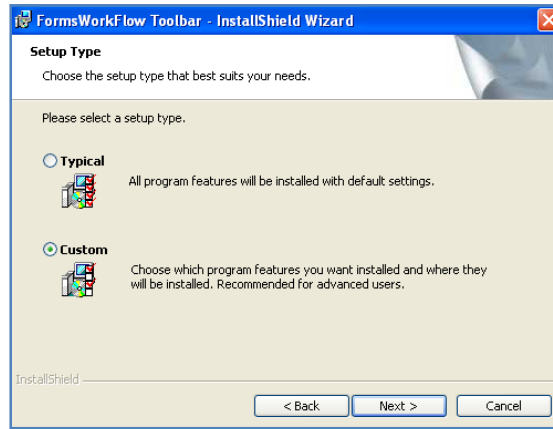 FormsWorkFlow Toolbar - InstallShield Wizard
Setup Type
Choose the setup type that best suits your needs.
Please select a setup type.
Typical
All program features will be installed with default settings.
Custom
Choose which program features you want installed and where they
will be installed. Recommended for advanced users.
InstallShield
< Back
Next >
Cancel